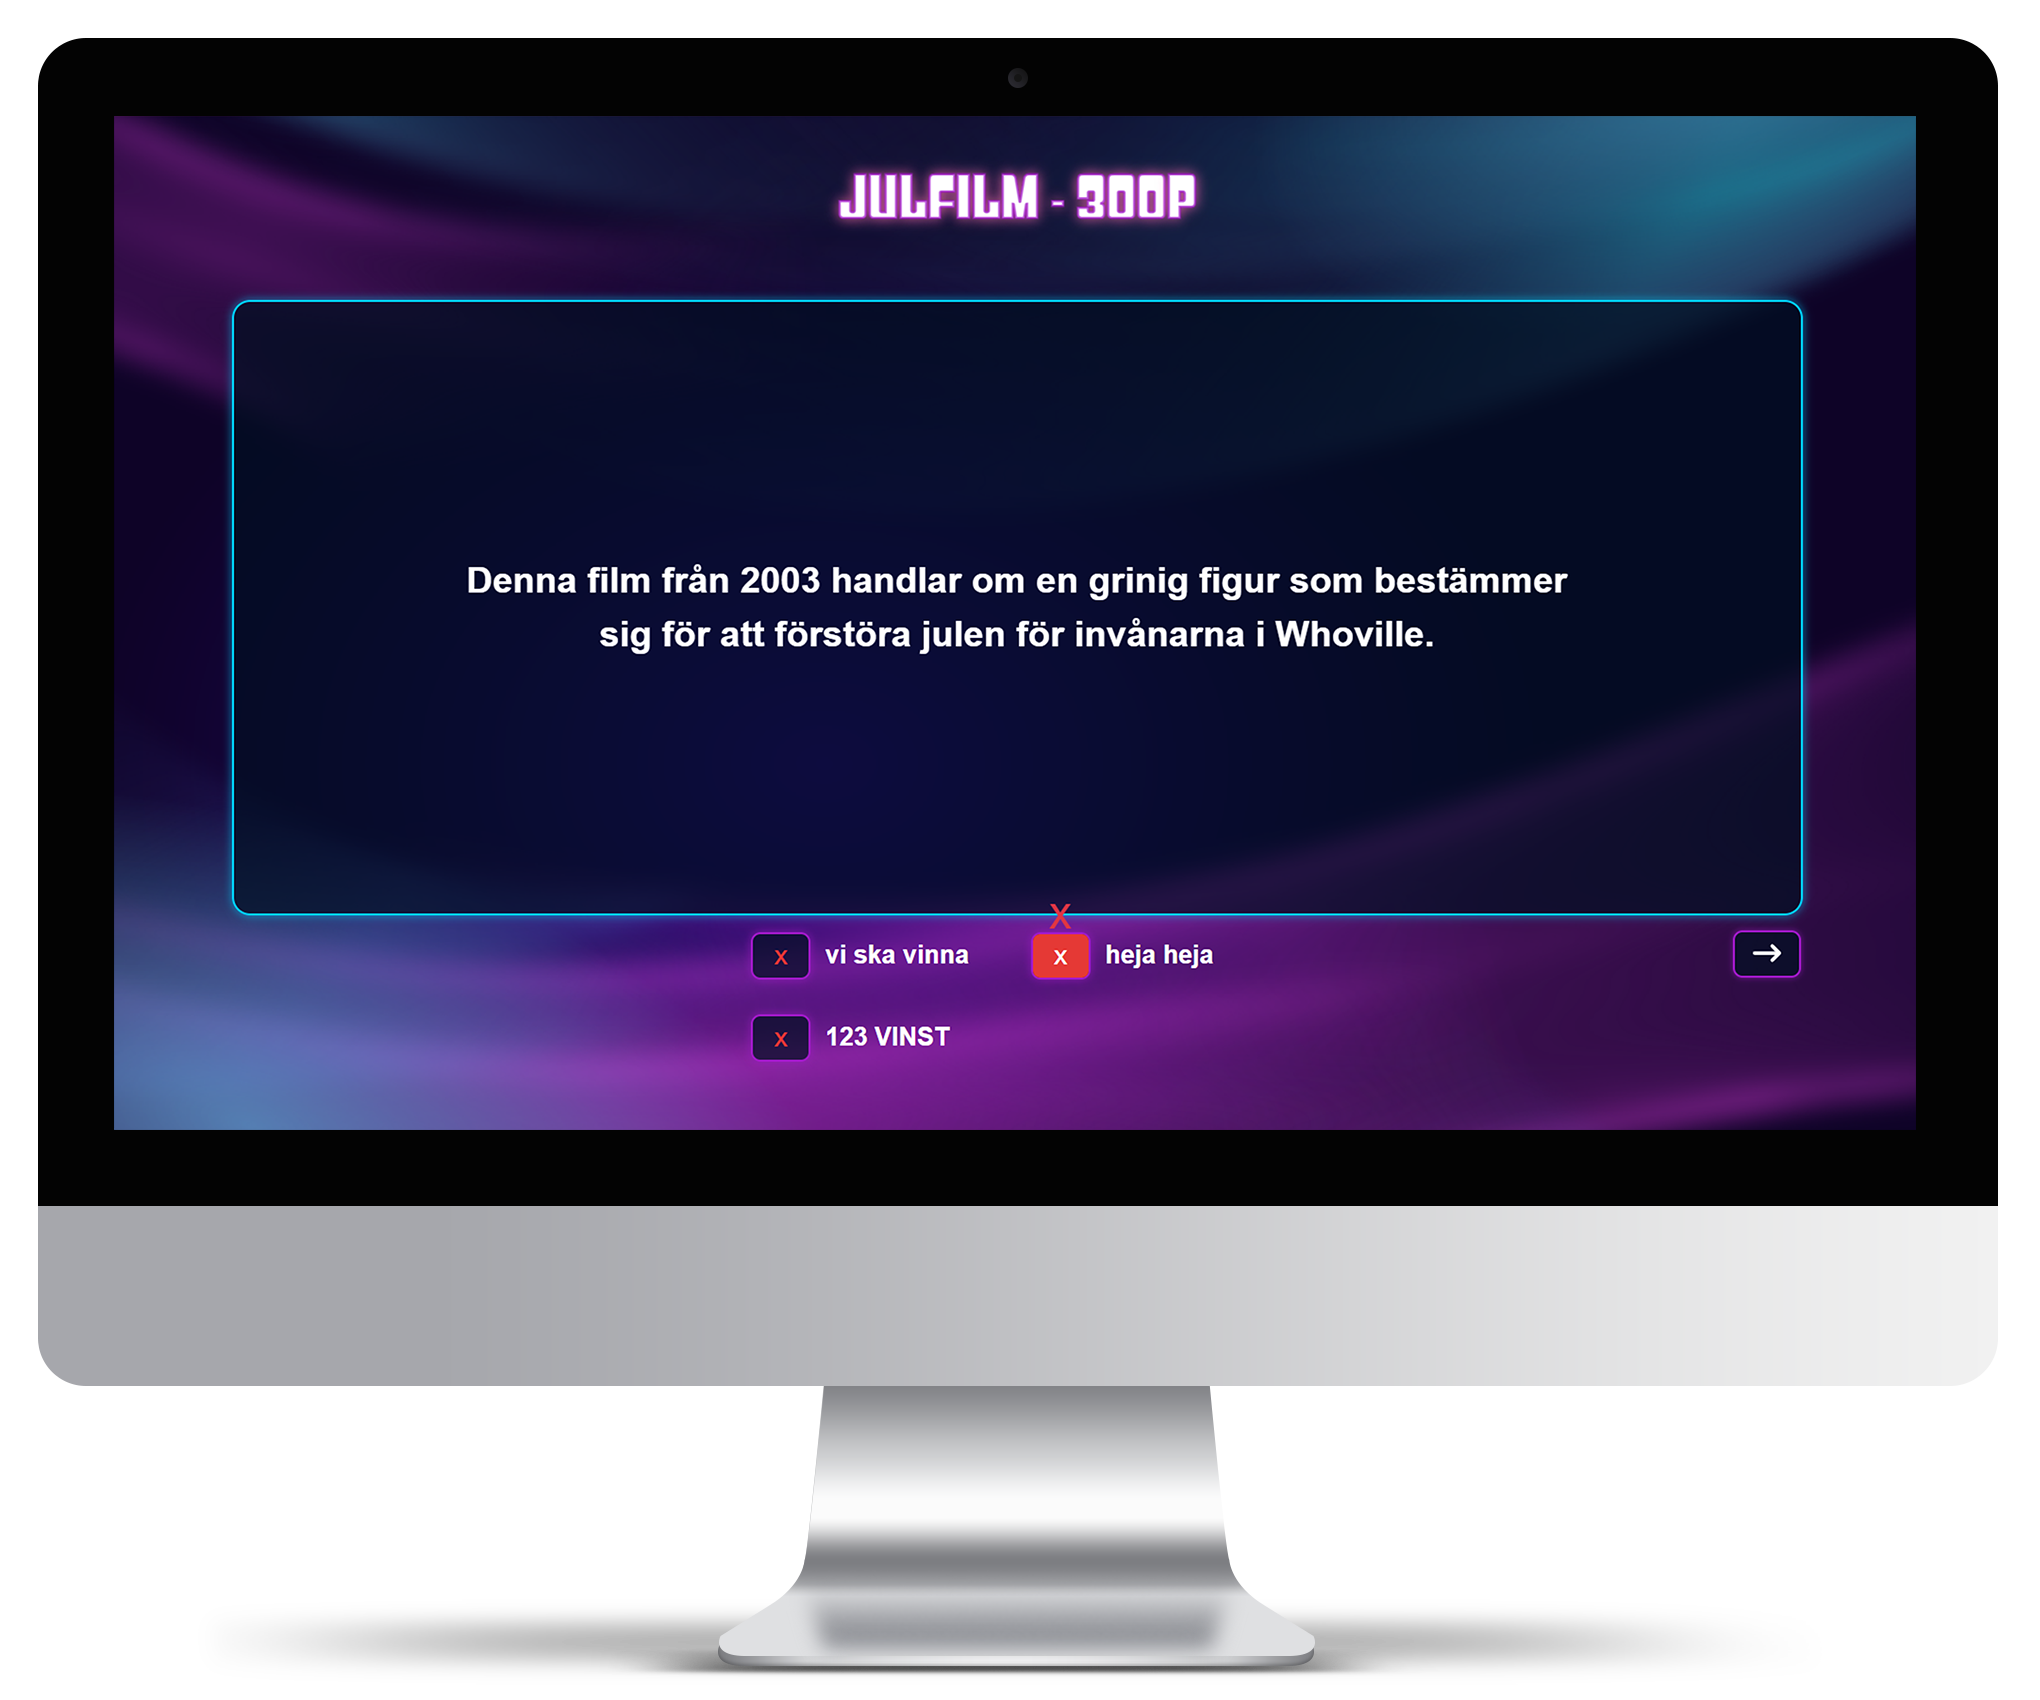 JULFILM - 300P
Denna film från 2003 handlar om en grinig figur som bestämmer
sig för att förstöra julen för invånarna i Whoville.
X
x vi ska vinna x heja heja →
x 123 VINST